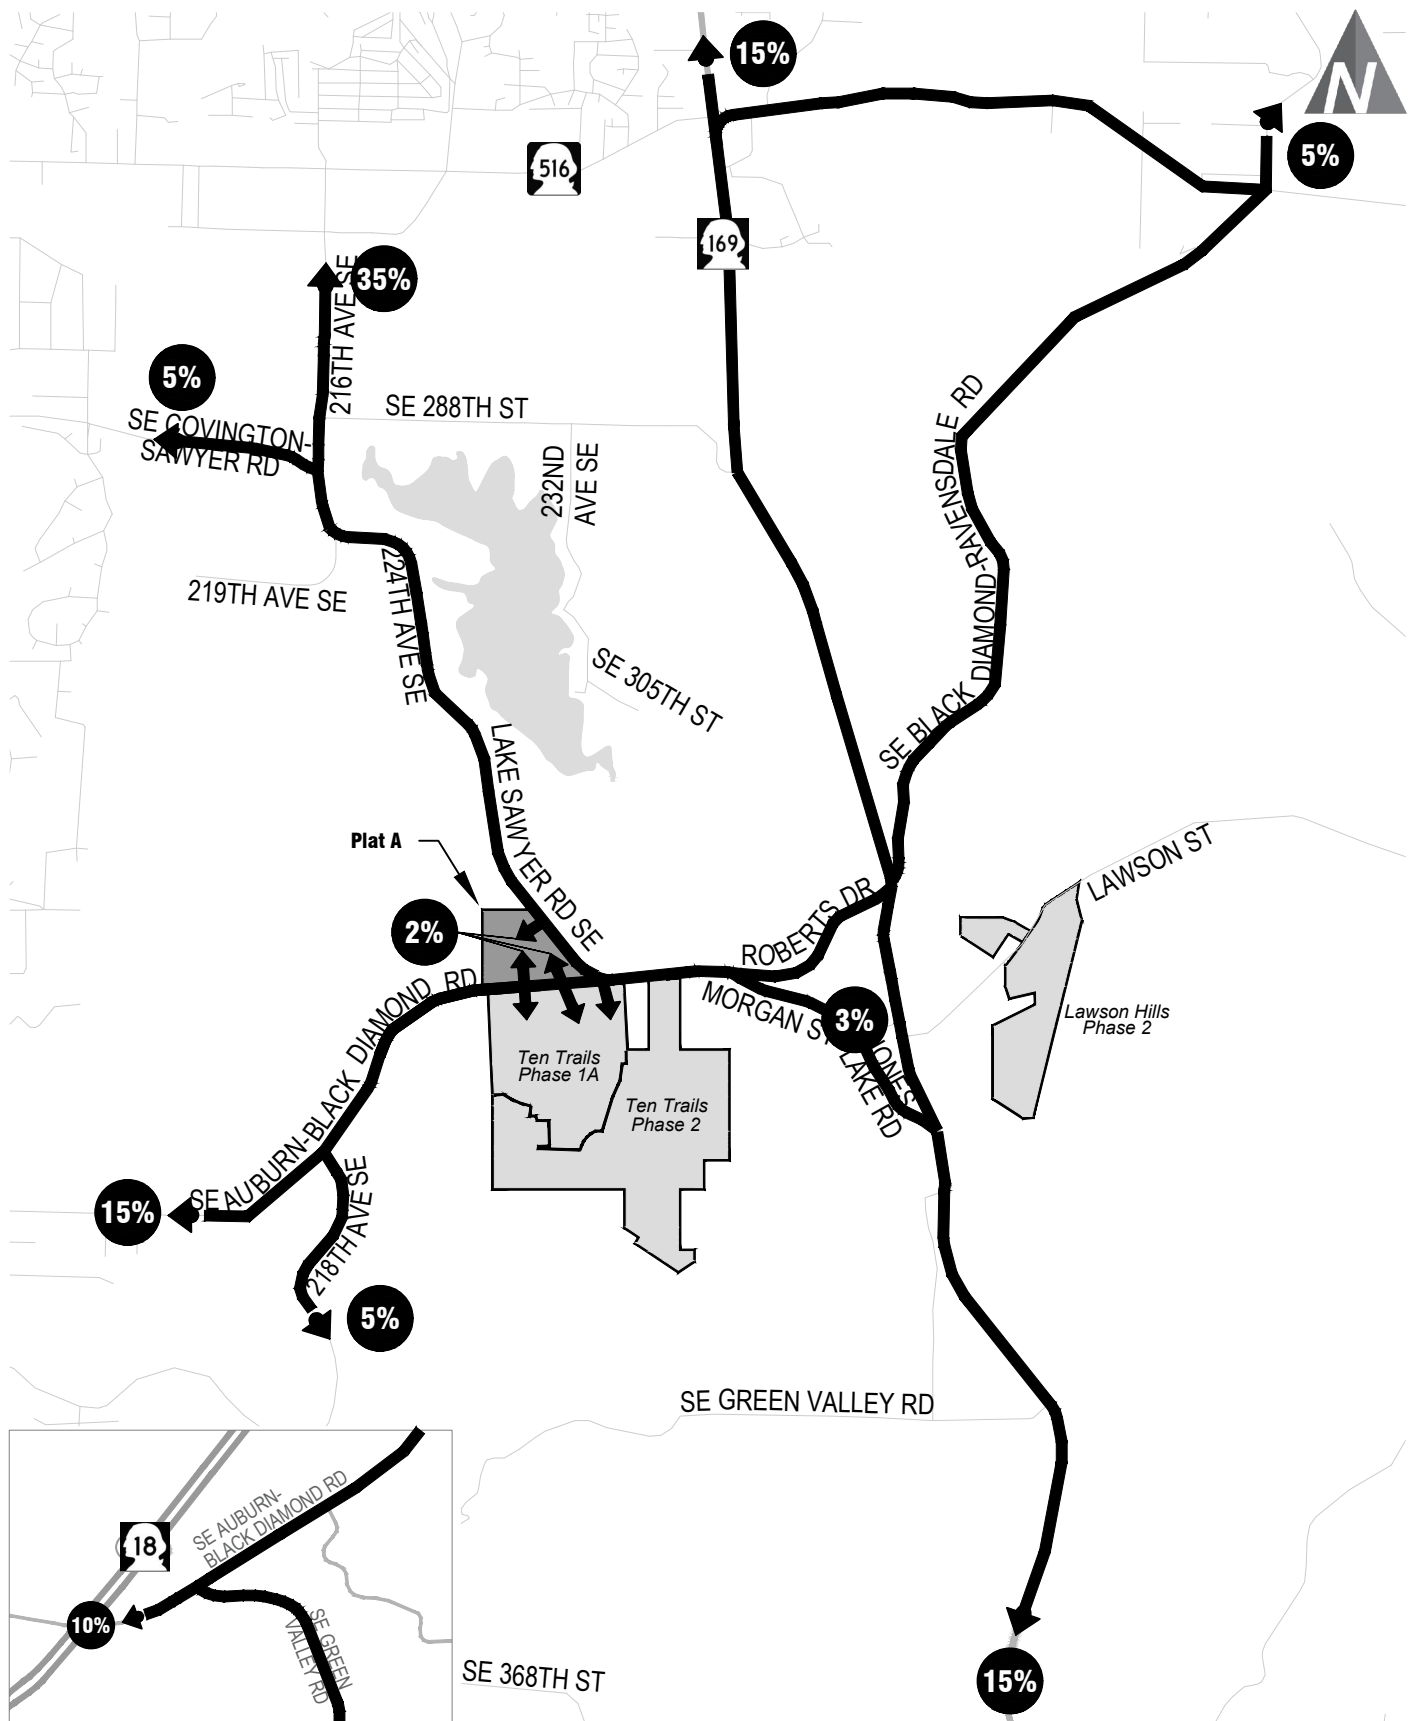 15%
N
5%
516
169
35%
216TH AVE SE
5%
SE COVINGTON-
SAWYER RD
SE 288TH ST
232ND
AVE SE
SE BLACK DIAMOND-RAVENSDALE RD
219TH AVE SE
224TH AVE SE
SE 305TH ST
LAKE SAWYER RD SE
Plat A
LAWSON ST
2%
ROBERTS DR
MORGAN ST
3%
JONES
LAKE RD
Lawson Hills
Phase 2
Ten Trails
Phase 1A
Ten Trails
Phase 2
SE AUBURN-BLACK DIAMOND RD
15%
218TH AVE SE
5%
SE GREEN VALLEY RD
SE AUBURN-
BLACK DIAMOND RD
18
10%
SE GREEN
VALLEY RD
SE 368TH ST
15%